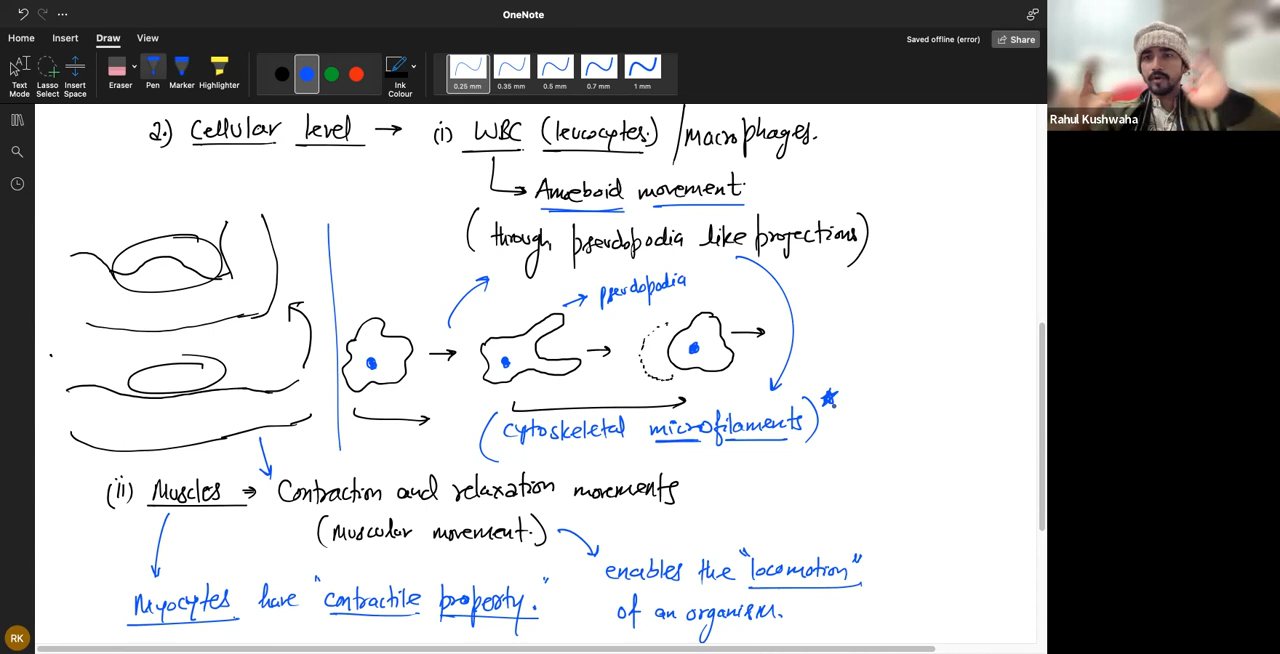 OneNote
Home Insert Draw View
Saved offline (error) Share
Text Mode
Lasso Select
Insert Space
Eraser
Pen
Marker
Highlighter
Ink Colour
0.25 mm 0.35 mm 0.5 mm 0.7 mm 1 mm
Rahul Kushwaha
2.) Cellular level → (i) WBC (leucocytes.) / Macrophages.
Amoeboid movement.
(through pseudopodia like projections)
→ pseudopodia
(cytoskeletal microfilaments)
(ii) Muscles ⇒ Contraction and relaxation movements
(Muscular movement.)
enables the "locomotion"
of an organism.
Myocytes have "contractile property."
RK